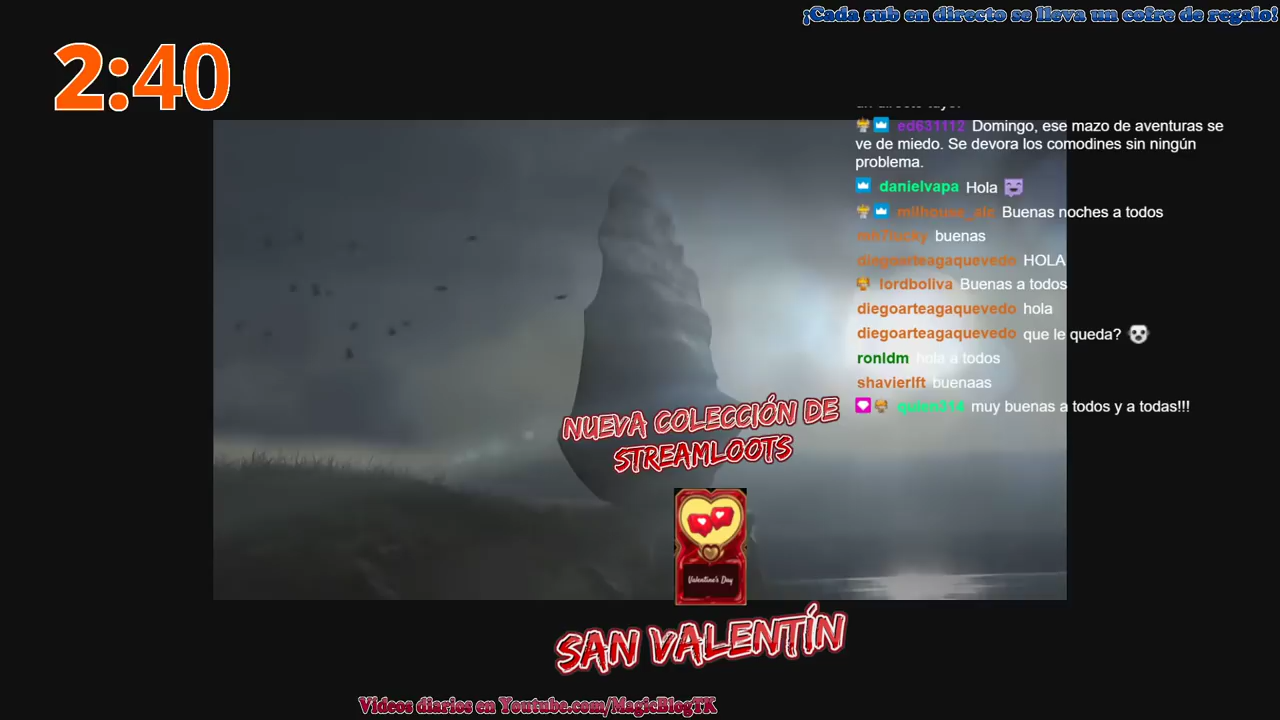 ¡Cada sub en directo se lleva un cofre de regalo!
2:40
ed631112 Domingo, ese mazo de aventuras se
ve de miedo. Se devora los comodines sin ningún
problema.
danielvapa Hola
milhouse_alc Buenas noches a todos
buenas
diegoarteagaquevedo HOLA
lordboliva Buenas a todos
diegoarteagaquevedo hola
diegoarteagaquevedo que le queda?
ronldm hola a todos
shavierlft buenaas
quien314 muy buenas a todos y a todas!!!
NUEVA COLECCIÓN DE
STREAMLOOTS
Valentine's Day
SAN VALENTÍN
Videos diarios en Youtube.com/MagicBlogTK